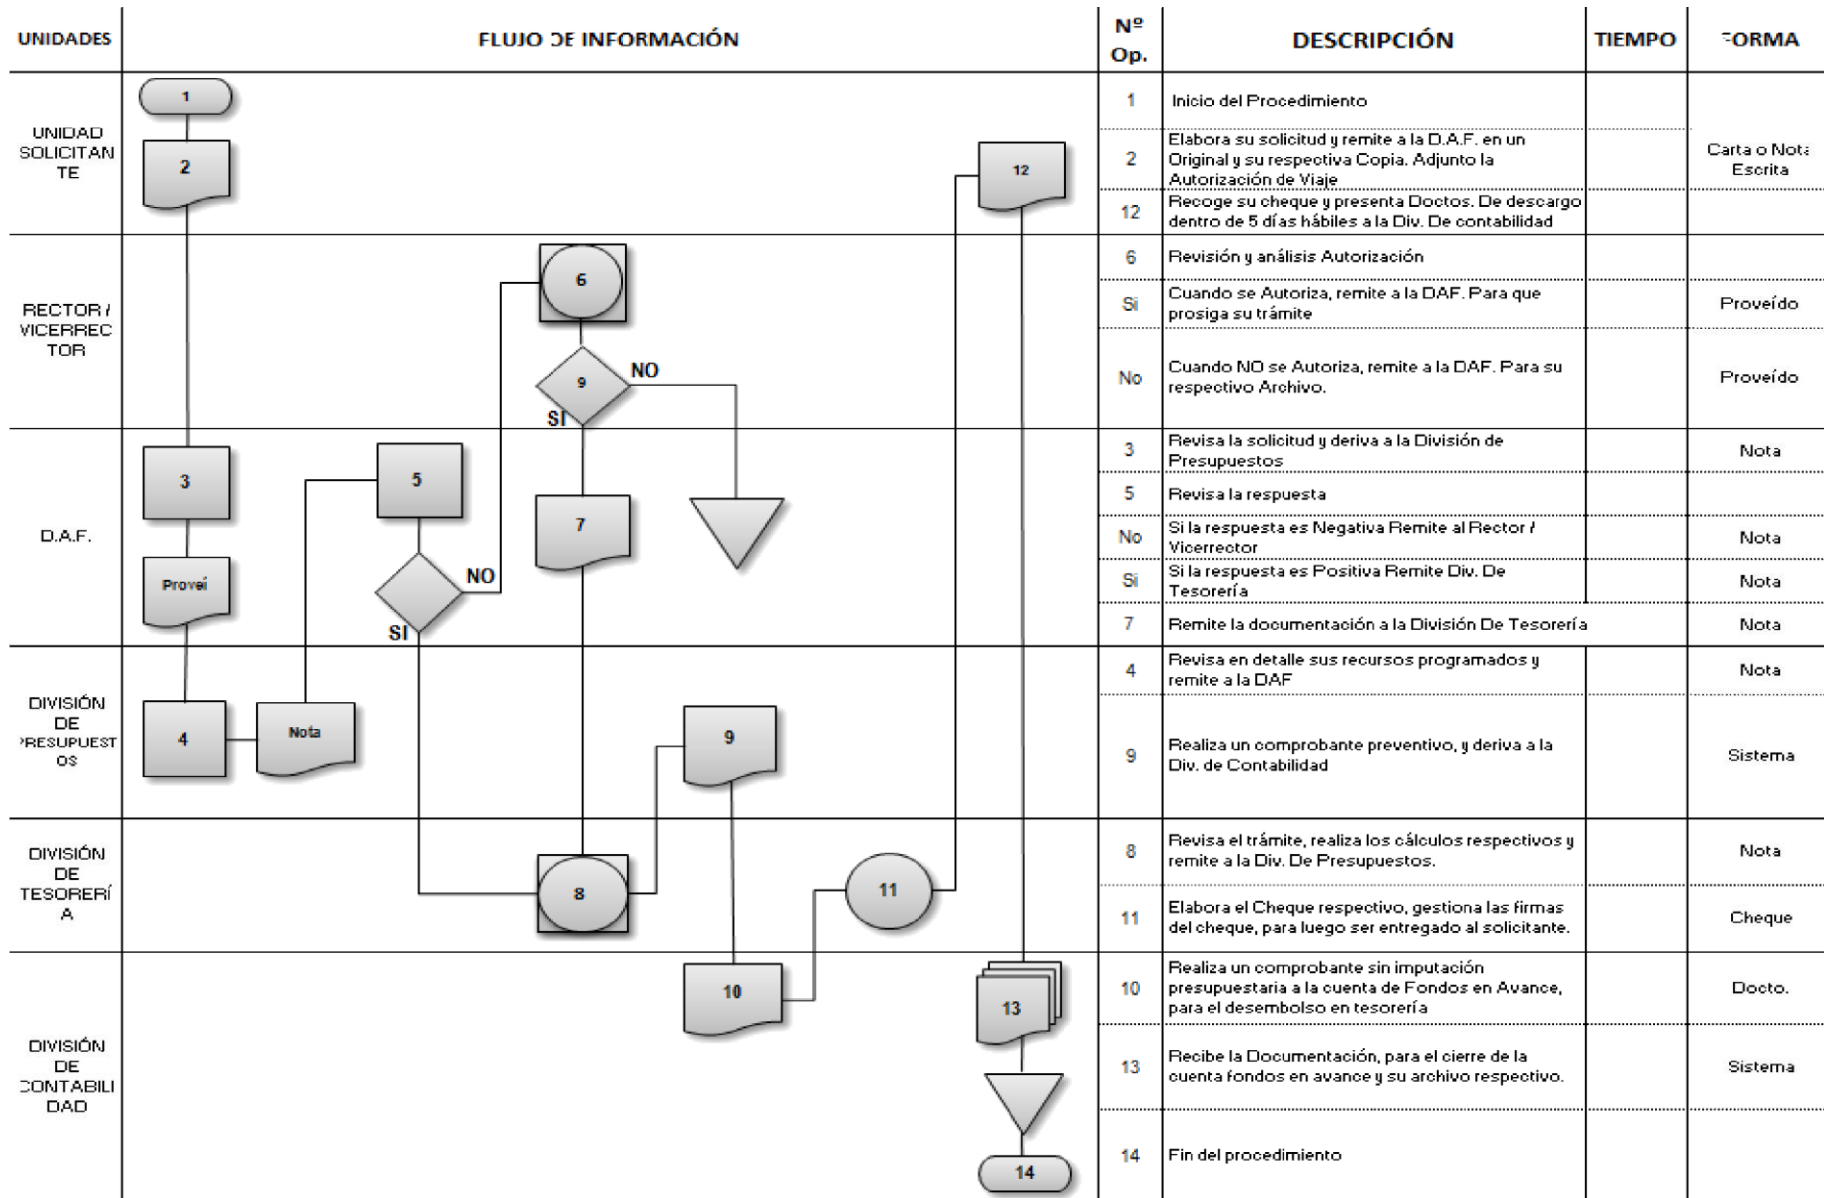 UNIDADES
FLUJO DE INFORMACIÓN
Nº
Op.
DESCRIPCIÓN
TIEMPO
FORMA
UNIDAD
SOLICITAN
TE
1
2
12
1
Inicio del Procedimiento
2
Elabora su solicitud y remite a la D.A.F. en un
Original y su respectiva Copia. Adjunto la
Autorización de Viaje
12
Recoge su cheque y presenta Doctos. De descargo
dentro de 5 días hábiles a la Div. De contabilidad
Carta o Nota
Escrita
RECTOR /
VICERREC
TOR
6
9
NO
SI
6
Revisión y análisis Autorización
Si
Cuando se Autoriza, remite a la DAF. Para que
prosiga su trámite
Proveído
No
Cuando NO se Autoriza, remite a la DAF. Para su
respectivo Archivo.
Proveído
D.A.F.
3
Proveí
5
NO
SI
7
3
Revisa la solicitud y deriva a la División de
Presupuestos
Nota
5
Revisa la respuesta
No
Si la respuesta es Negativa Remite al Rector /
Vicerrector
Nota
Si
Si la respuesta es Positiva Remite Div. De
Tesorería
Nota
7
Remite la documentación a la División De Tesorería
Nota
DIVISIÓN
DE
PRESUPUEST
OS
4
Nota
9
4
Revisa en detalle sus recursos programados y
remite a la DAF
Nota
9
Realiza un comprobante preventivo, y deriva a la
Div. de Contabilidad
Sistema
DIVISIÓN
DE
TESORERÍ
A
8
11
8
Revisa el trámite, realiza los cálculos respectivos y
remite a la Div. De Presupuestos.
Nota
11
Elabora el Cheque respectivo, gestiona las firmas
del cheque, para luego ser entregado al solicitante.
Cheque
DIVISIÓN
DE
CONTABILI
DAD
10
13
14
10
Realiza un comprobante sin imputación
presupuestaria a la cuenta de Fondos en Avance,
para el desembolso en tesorería
Docto.
13
Recibe la Documentación, para el cierre de la
cuenta fondos en avance y su archivo respectivo.
Sistema
14
Fin del procedimiento